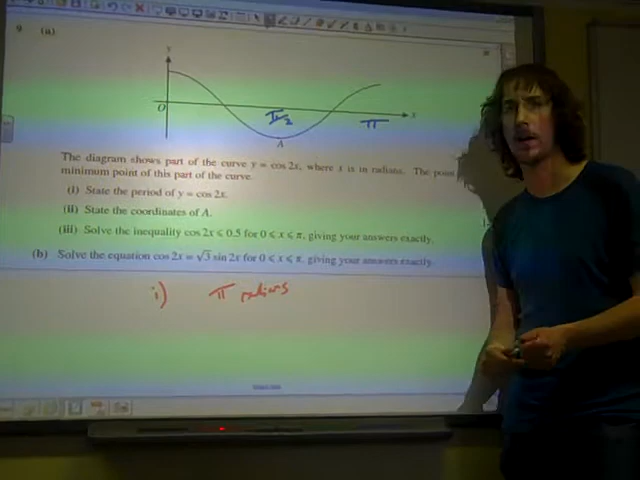 9 (a)
y
O
π/2
π
x
A
The diagram shows part of the curve y = cos 2x, where x is in radians. The point
minimum point of this part of the curve.
(i) State the period of y = cos 2x.
(ii) State the coordinates of A.
(iii) Solve the inequality cos 2x ⩽ 0.5 for 0 ⩽ x ⩽ π, giving your answers exactly.
(b) Solve the equation cos 2x = √3 sin 2x for 0 ⩽ x ⩽ π, giving your answers exactly.
i) π radians